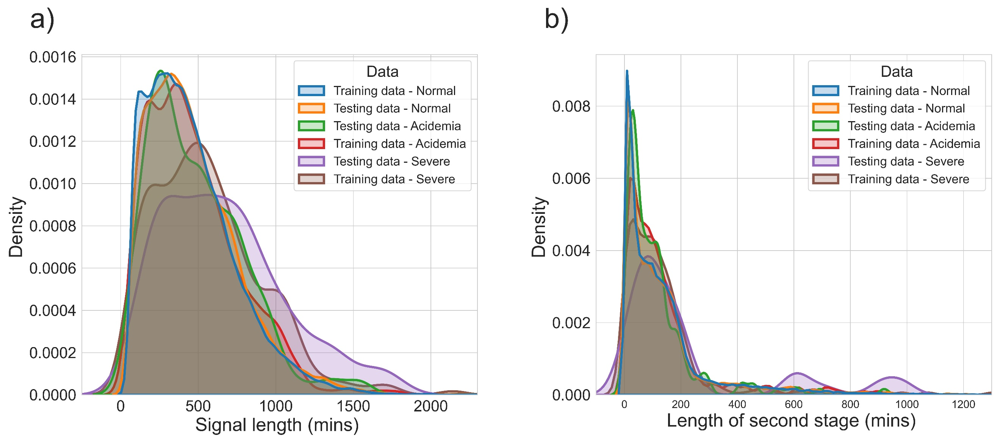 a)
0.0016
0.0014
0.0012
0.0010
0.0008
0.0006
0.0004
0.0002
0.0000
Density
0 500 1000 1500 2000
Signal length (mins)
Data
Training data - Normal
Testing data - Normal
Testing data - Acidemia
Training data - Acidemia
Testing data - Severe
Training data - Severe
b)
0.008
0.006
0.004
0.002
0.000
Density
0 200 400 600 800 1000 1200
Length of second stage (mins)
Data
Training data - Normal
Testing data - Normal
Testing data - Acidemia
Training data - Acidemia
Testing data - Severe
Training data - Severe